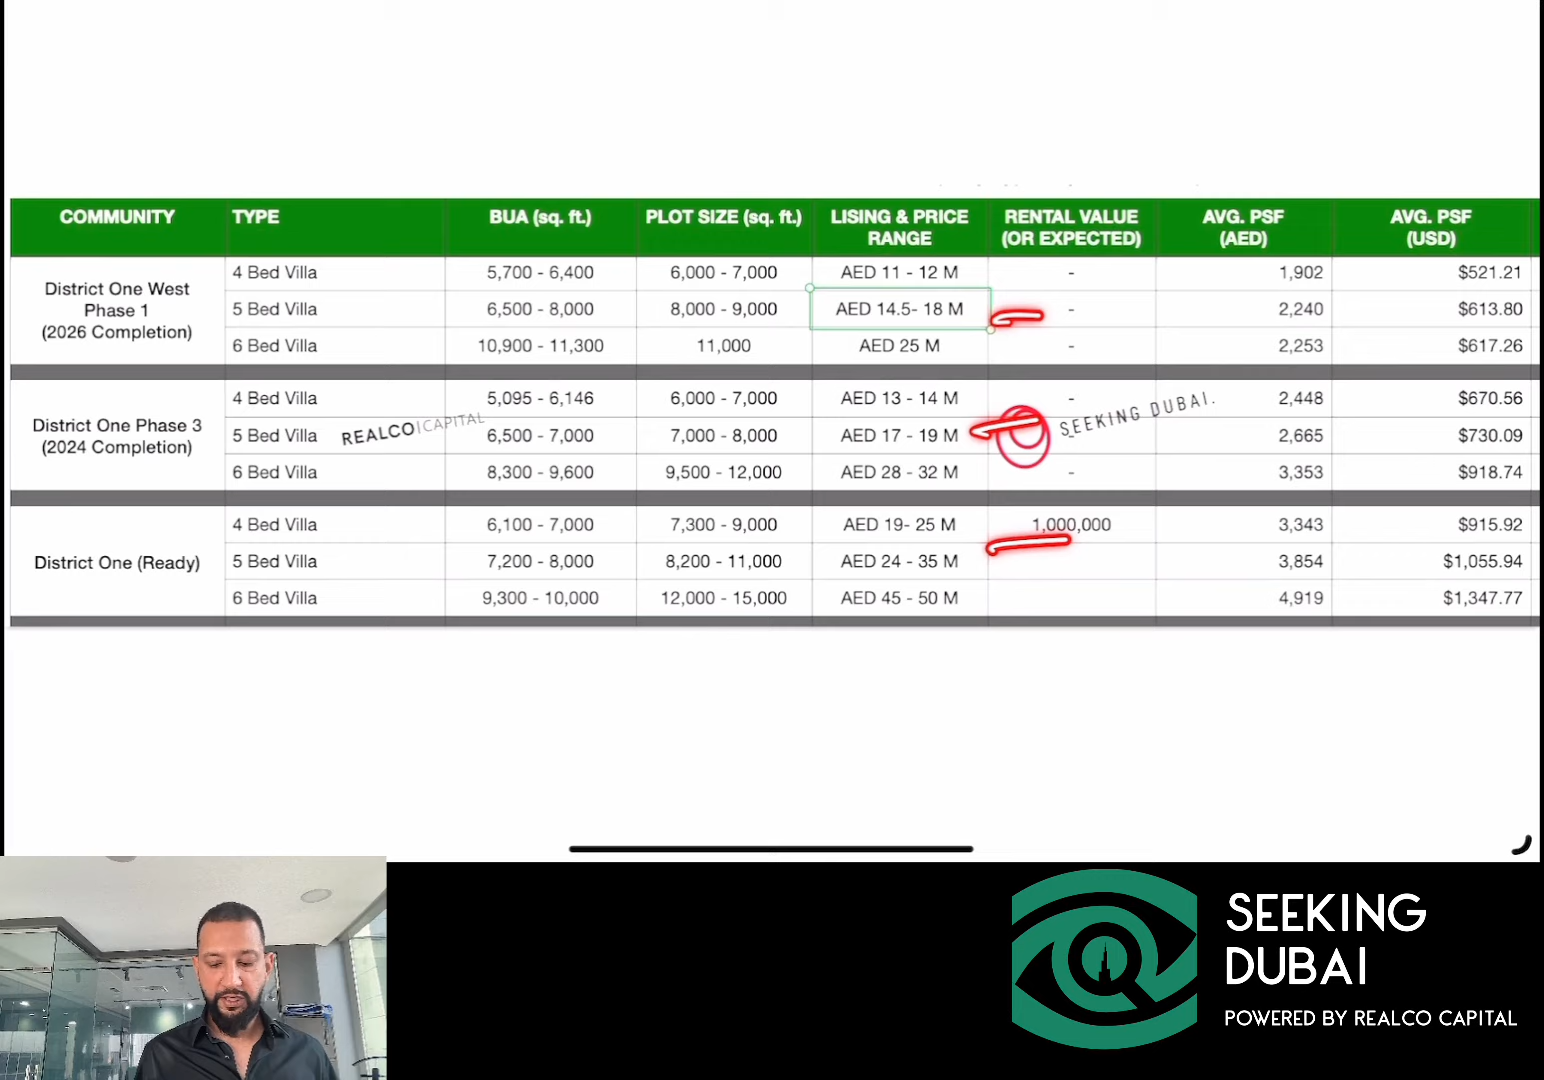 COMMUNITY TYPE BUA (sq. ft.) PLOT SIZE (sq. ft.) LISING & PRICE RANGE RENTAL VALUE (OR EXPECTED) AVG. PSF (AED) AVG. PSF (USD)
District One West Phase 1 (2026 Completion)
4 Bed Villa 5,700 - 6,400 6,000 - 7,000 AED 11 - 12 M - 1,902 $521.21
5 Bed Villa 6,500 - 8,000 8,000 - 9,000 AED 14.5- 18 M - 2,240 $613.80
6 Bed Villa 10,900 - 11,300 11,000 AED 25 M - 2,253 $617.26
District One Phase 3 (2024 Completion)
4 Bed Villa 5,095 - 6,146 6,000 - 7,000 AED 13 - 14 M - 2,448 $670.56
5 Bed Villa 6,500 - 7,000 7,000 - 8,000 AED 17 - 19 M - 2,665 $730.09
6 Bed Villa 8,300 - 9,600 9,500 - 12,000 AED 28 - 32 M - 3,353 $918.74
REALCO|CAPITAL
SEEKING DUBAI.
District One (Ready)
4 Bed Villa 6,100 - 7,000 7,300 - 9,000 AED 19- 25 M 1,000,000 3,343 $915.92
5 Bed Villa 7,200 - 8,000 8,200 - 11,000 AED 24 - 35 M 3,854 $1,055.94
6 Bed Villa 9,300 - 10,000 12,000 - 15,000 AED 45 - 50 M 4,919 $1,347.77
SEEKING
DUBAI
POWERED BY REALCO CAPITAL